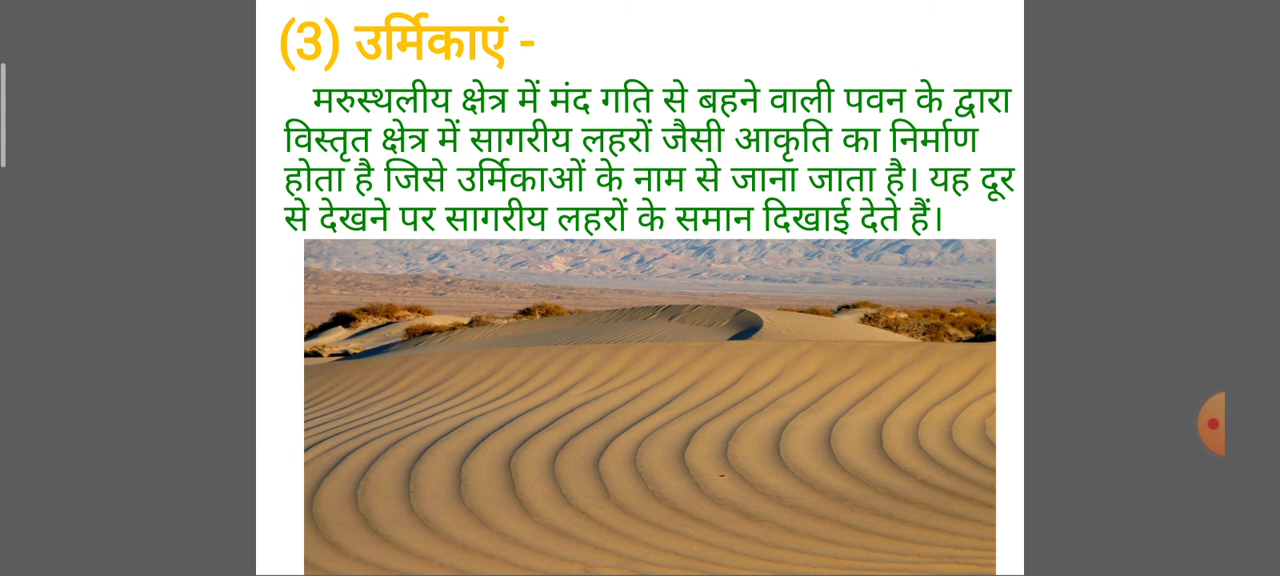 (3) उर्मिकाएं -
मरुस्थलीय क्षेत्र में मंद गति से बहने वाली पवन के द्वारा
विस्तृत क्षेत्र में सागरीय लहरों जैसी आकृति का निर्माण
होता है जिसे उर्मिकाओं के नाम से जाना जाता है। यह दूर
से देखने पर सागरीय लहरों के समान दिखाई देते हैं।